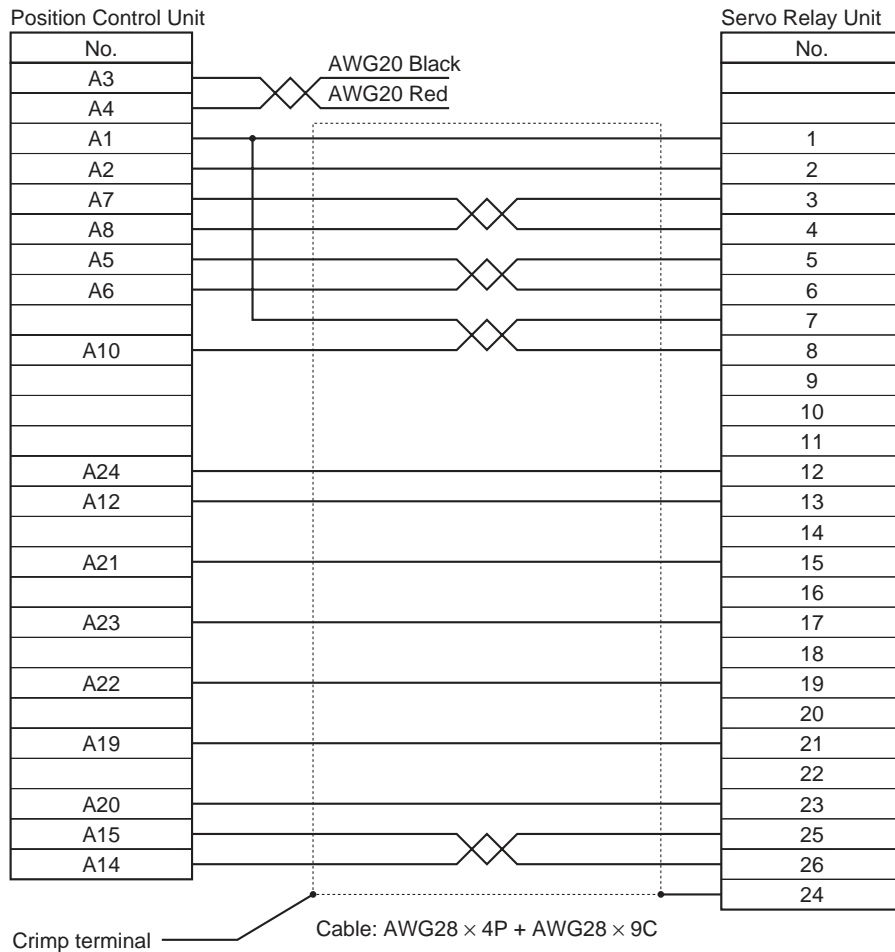 Position Control Unit Servo Relay Unit
No. No.
A3 AWG20 Black
A4 AWG20 Red
A1 1
A2 2
A7 3
A8 4
A5 5
A6 6
7
A10 8
9
10
11
A24 12
A12 13
14
A21 15
16
A23 17
18
A22 19
20
A19 21
22
A20 23
A15 25
A14 26
24
Crimp terminal Cable: AWG28 × 4P + AWG28 × 9C